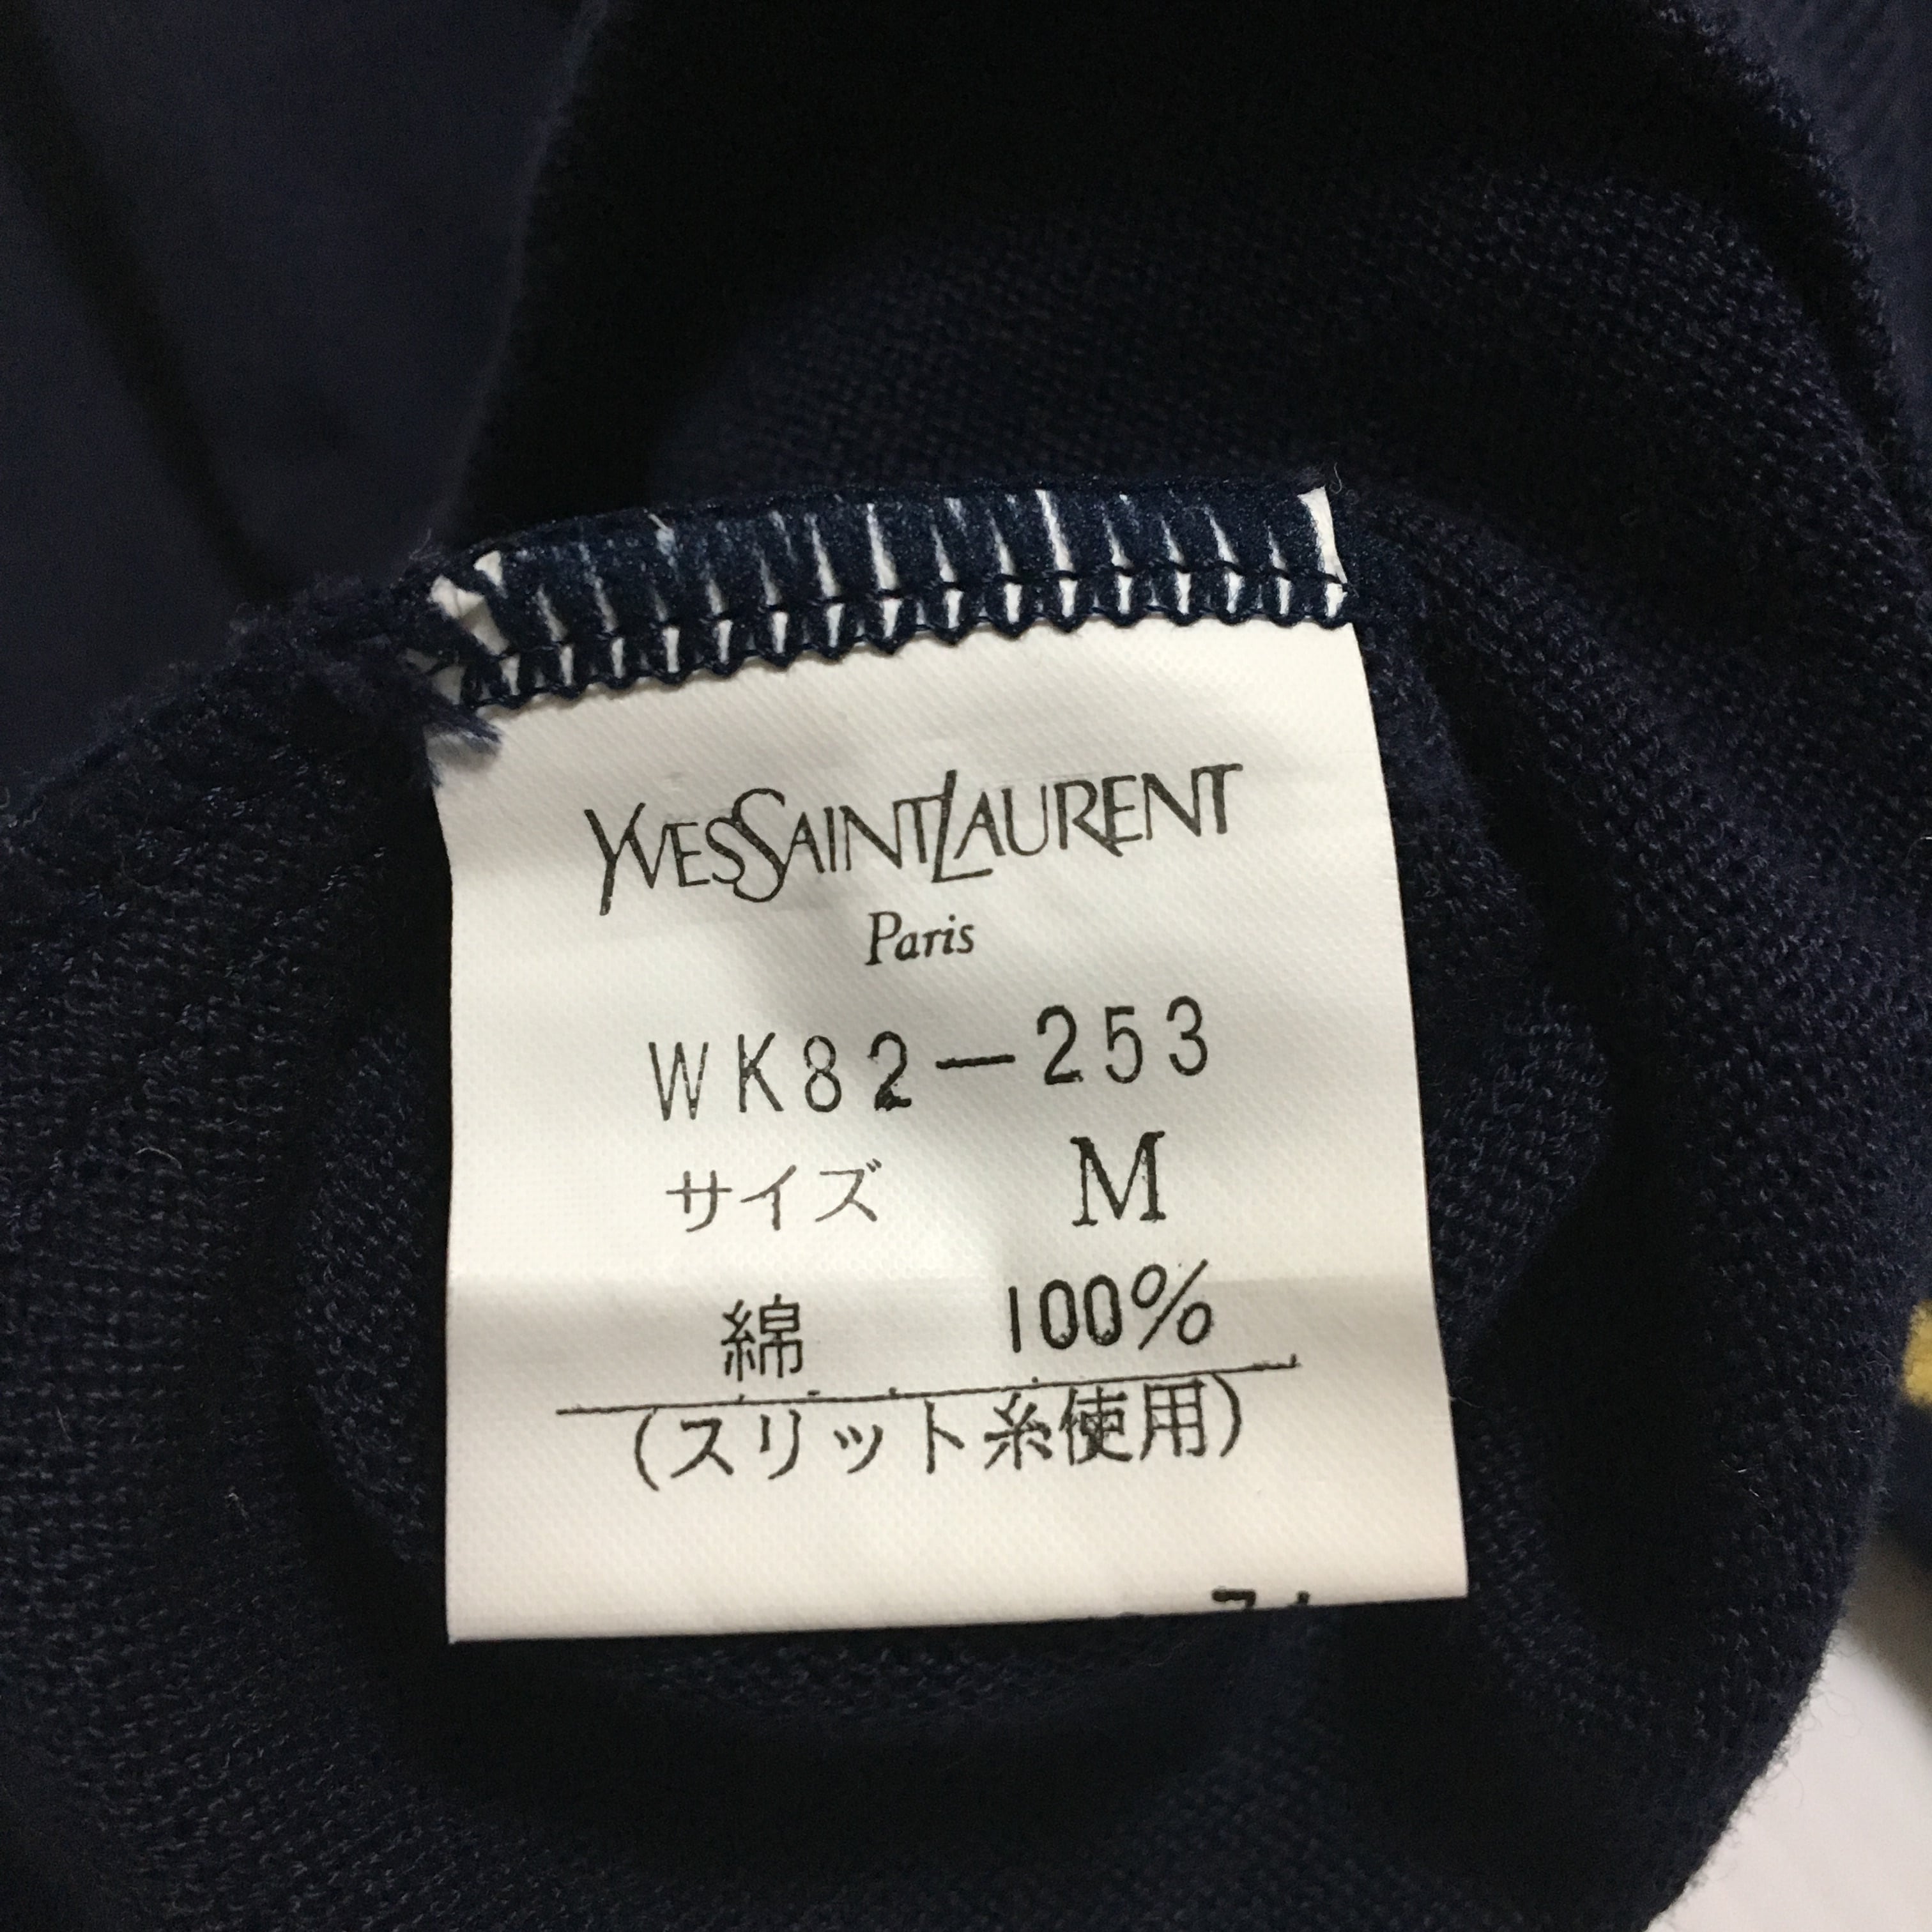 YVESSAINTLAURENT
Paris
WK82-253
サイズ M
綿 100%
(スリット糸使用)